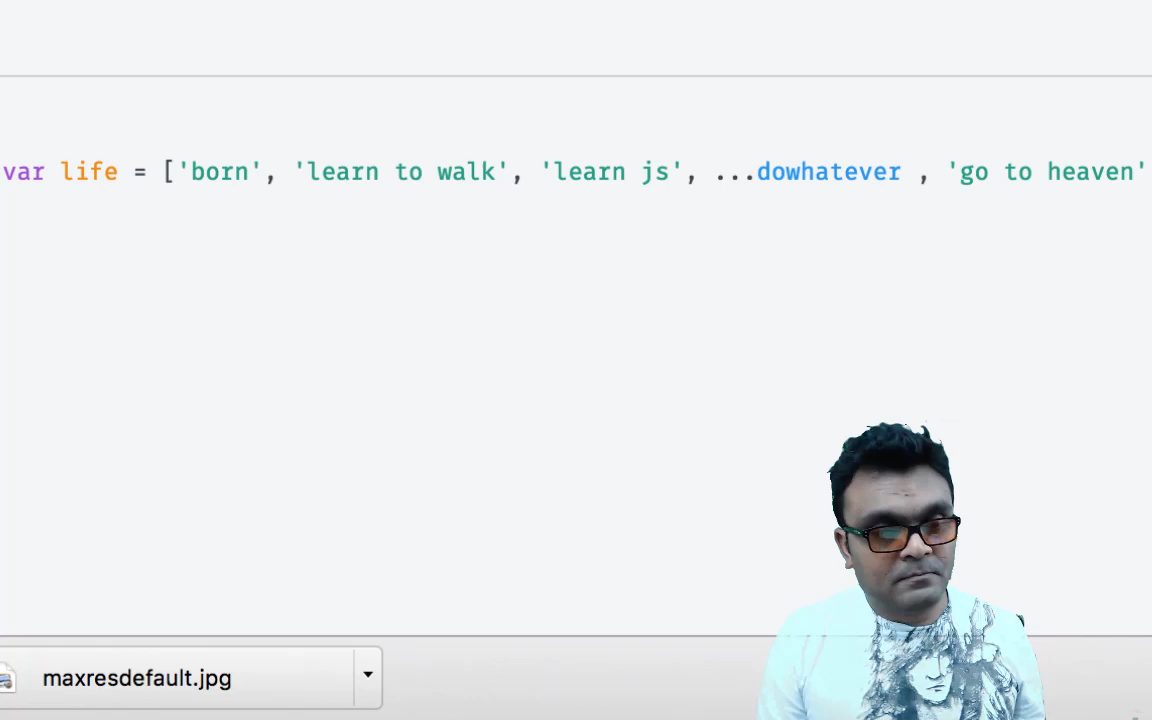 var life = ['born', 'learn to walk', 'learn js', ...dowhatever , 'go to heaven'
maxresdefault.jpg